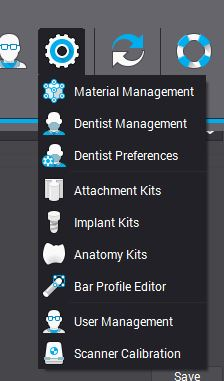 Material Management
Dentist Management
Dentist Preferences
Attachment Kits
Implant Kits
Anatomy Kits
Bar Profile Editor
User Management
Scanner Calibration
Save